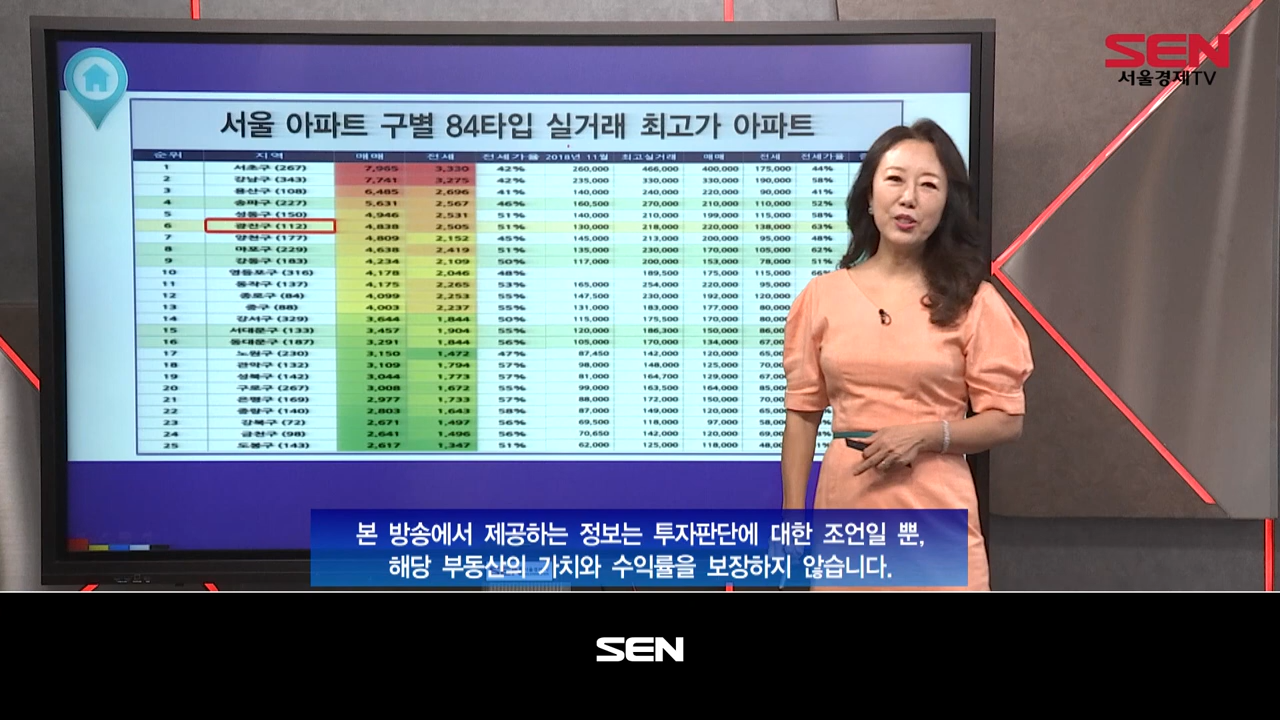 SEN
서울경제TV
서울 아파트 구별 84타입 실거래 최고가 아파트
순위 지역 매매 전세 전세가율 2018년 11월 최고실거래 매매 전세 전세가율
1 서초구 (267) 7,965 3,330 42% 260,000 466,000 400,000 175,000 44%
2 강남구 (343) 7,741 3,275 42% 235,000 330,000 330,000 190,000 58%
3 용산구 (108) 6,485 2,696 41% 140,000 240,000 220,000 90,000 41%
4 송파구 (227) 5,631 2,567 46% 160,500 270,000 210,000 110,000 52%
5 성동구 (150) 4,946 2,531 51% 140,000 210,000 199,000 115,000 58%
6 광진구 (112) 4,838 2,505 51% 130,000 218,000 220,000 138,000 63%
7 양천구 (177) 4,809 2,152 45% 145,000 213,000 200,000 95,000 48%
8 마포구 (229) 4,638 2,419 51% 135,000 230,000 170,000 105,000 62%
9 강동구 (183) 4,234 2,109 50% 117,000 200,000 153,000 78,000 51%
10 영등포구 (316) 4,178 2,046 48% 189,500 175,000 115,000 66%
11 동작구 (137) 4,175 2,265 53% 165,000 254,000 220,000 95,000
12 종로구 (84) 4,099 2,253 55% 147,500 230,000 192,000 120,000
13 중구 (88) 4,003 2,237 55% 131,000 183,000 177,000
14 강서구 (329) 3,644 1,844 50% 115,000 175,500 170,000
15 서대문구 (133) 3,457 1,904 55% 120,000 186,300 150,000
16 동대문구 (187) 3,291 1,844 56% 105,000 170,000 134,000
17 노원구 (230) 3,150 1,472 47% 87,450 142,000 120,000
18 관악구 (132) 3,109 1,794 57% 98,000 148,000 125,000
19 성북구 (142) 3,044 1,773 57% 81,000 164,700 129,000
20 구로구 (267) 3,008 1,672 55% 99,000 163,500 164,000
21 은평구 (169) 2,977 1,733 57% 88,000 172,000 150,000
22 중랑구 (140) 2,803 1,643 58% 87,000 149,000 120,000
23 강북구 (72) 2,671 1,497 56% 69,500 118,000 97,000
24 금천구 (98) 2,641 1,496 56% 70,650 142,000 120,000
25 도봉구 (143) 2,617 1,347 51% 62,000 125,000 118,000
본 방송에서 제공하는 정보는 투자판단에 대한 조언일 뿐,
해당 부동산의 가치와 수익률을 보장하지 않습니다.
SEN